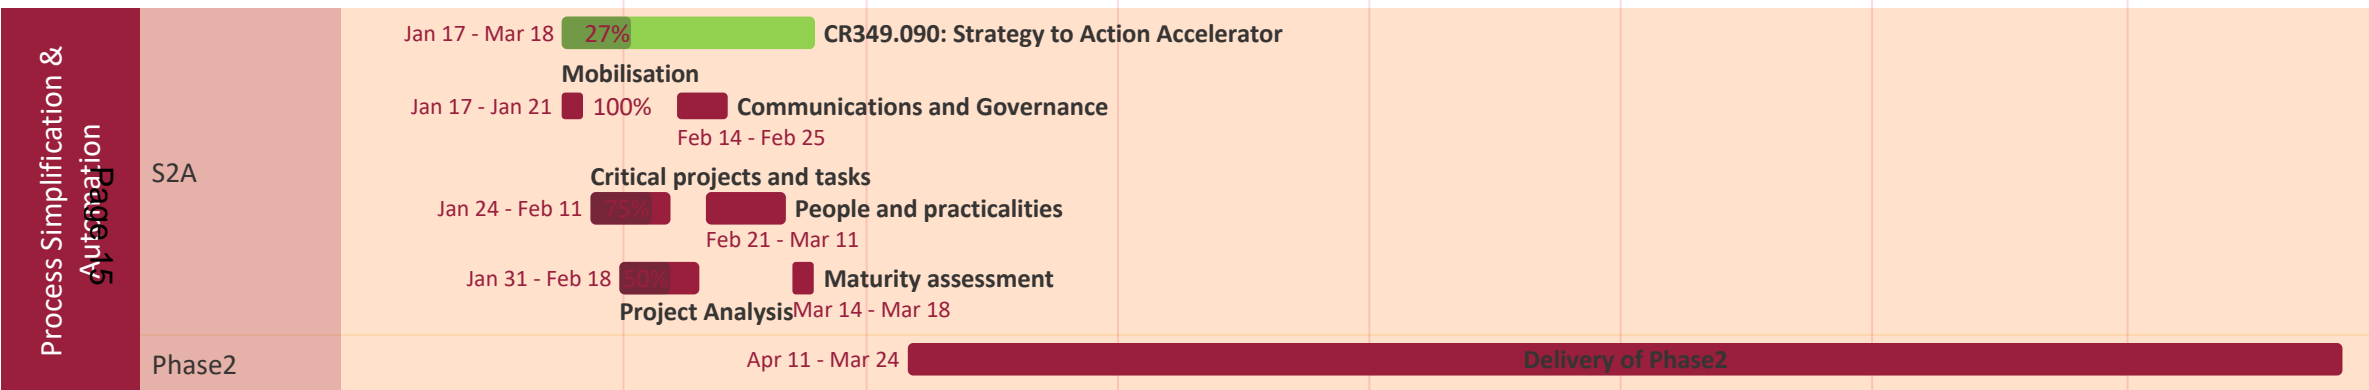 Process Simplification &
Automation
Page 15
S2A
Jan 17 - Mar 18 27% CR349.090: Strategy to Action Accelerator
Mobilisation
Jan 17 - Jan 21 100% Communications and Governance
Feb 14 - Feb 25
Critical projects and tasks
Jan 24 - Feb 11 75% People and practicalities
Feb 21 - Mar 11
Jan 31 - Feb 18 50% Maturity assessment
Project Analysis Mar 14 - Mar 18
Phase2
Apr 11 - Mar 24 Delivery of Phase2